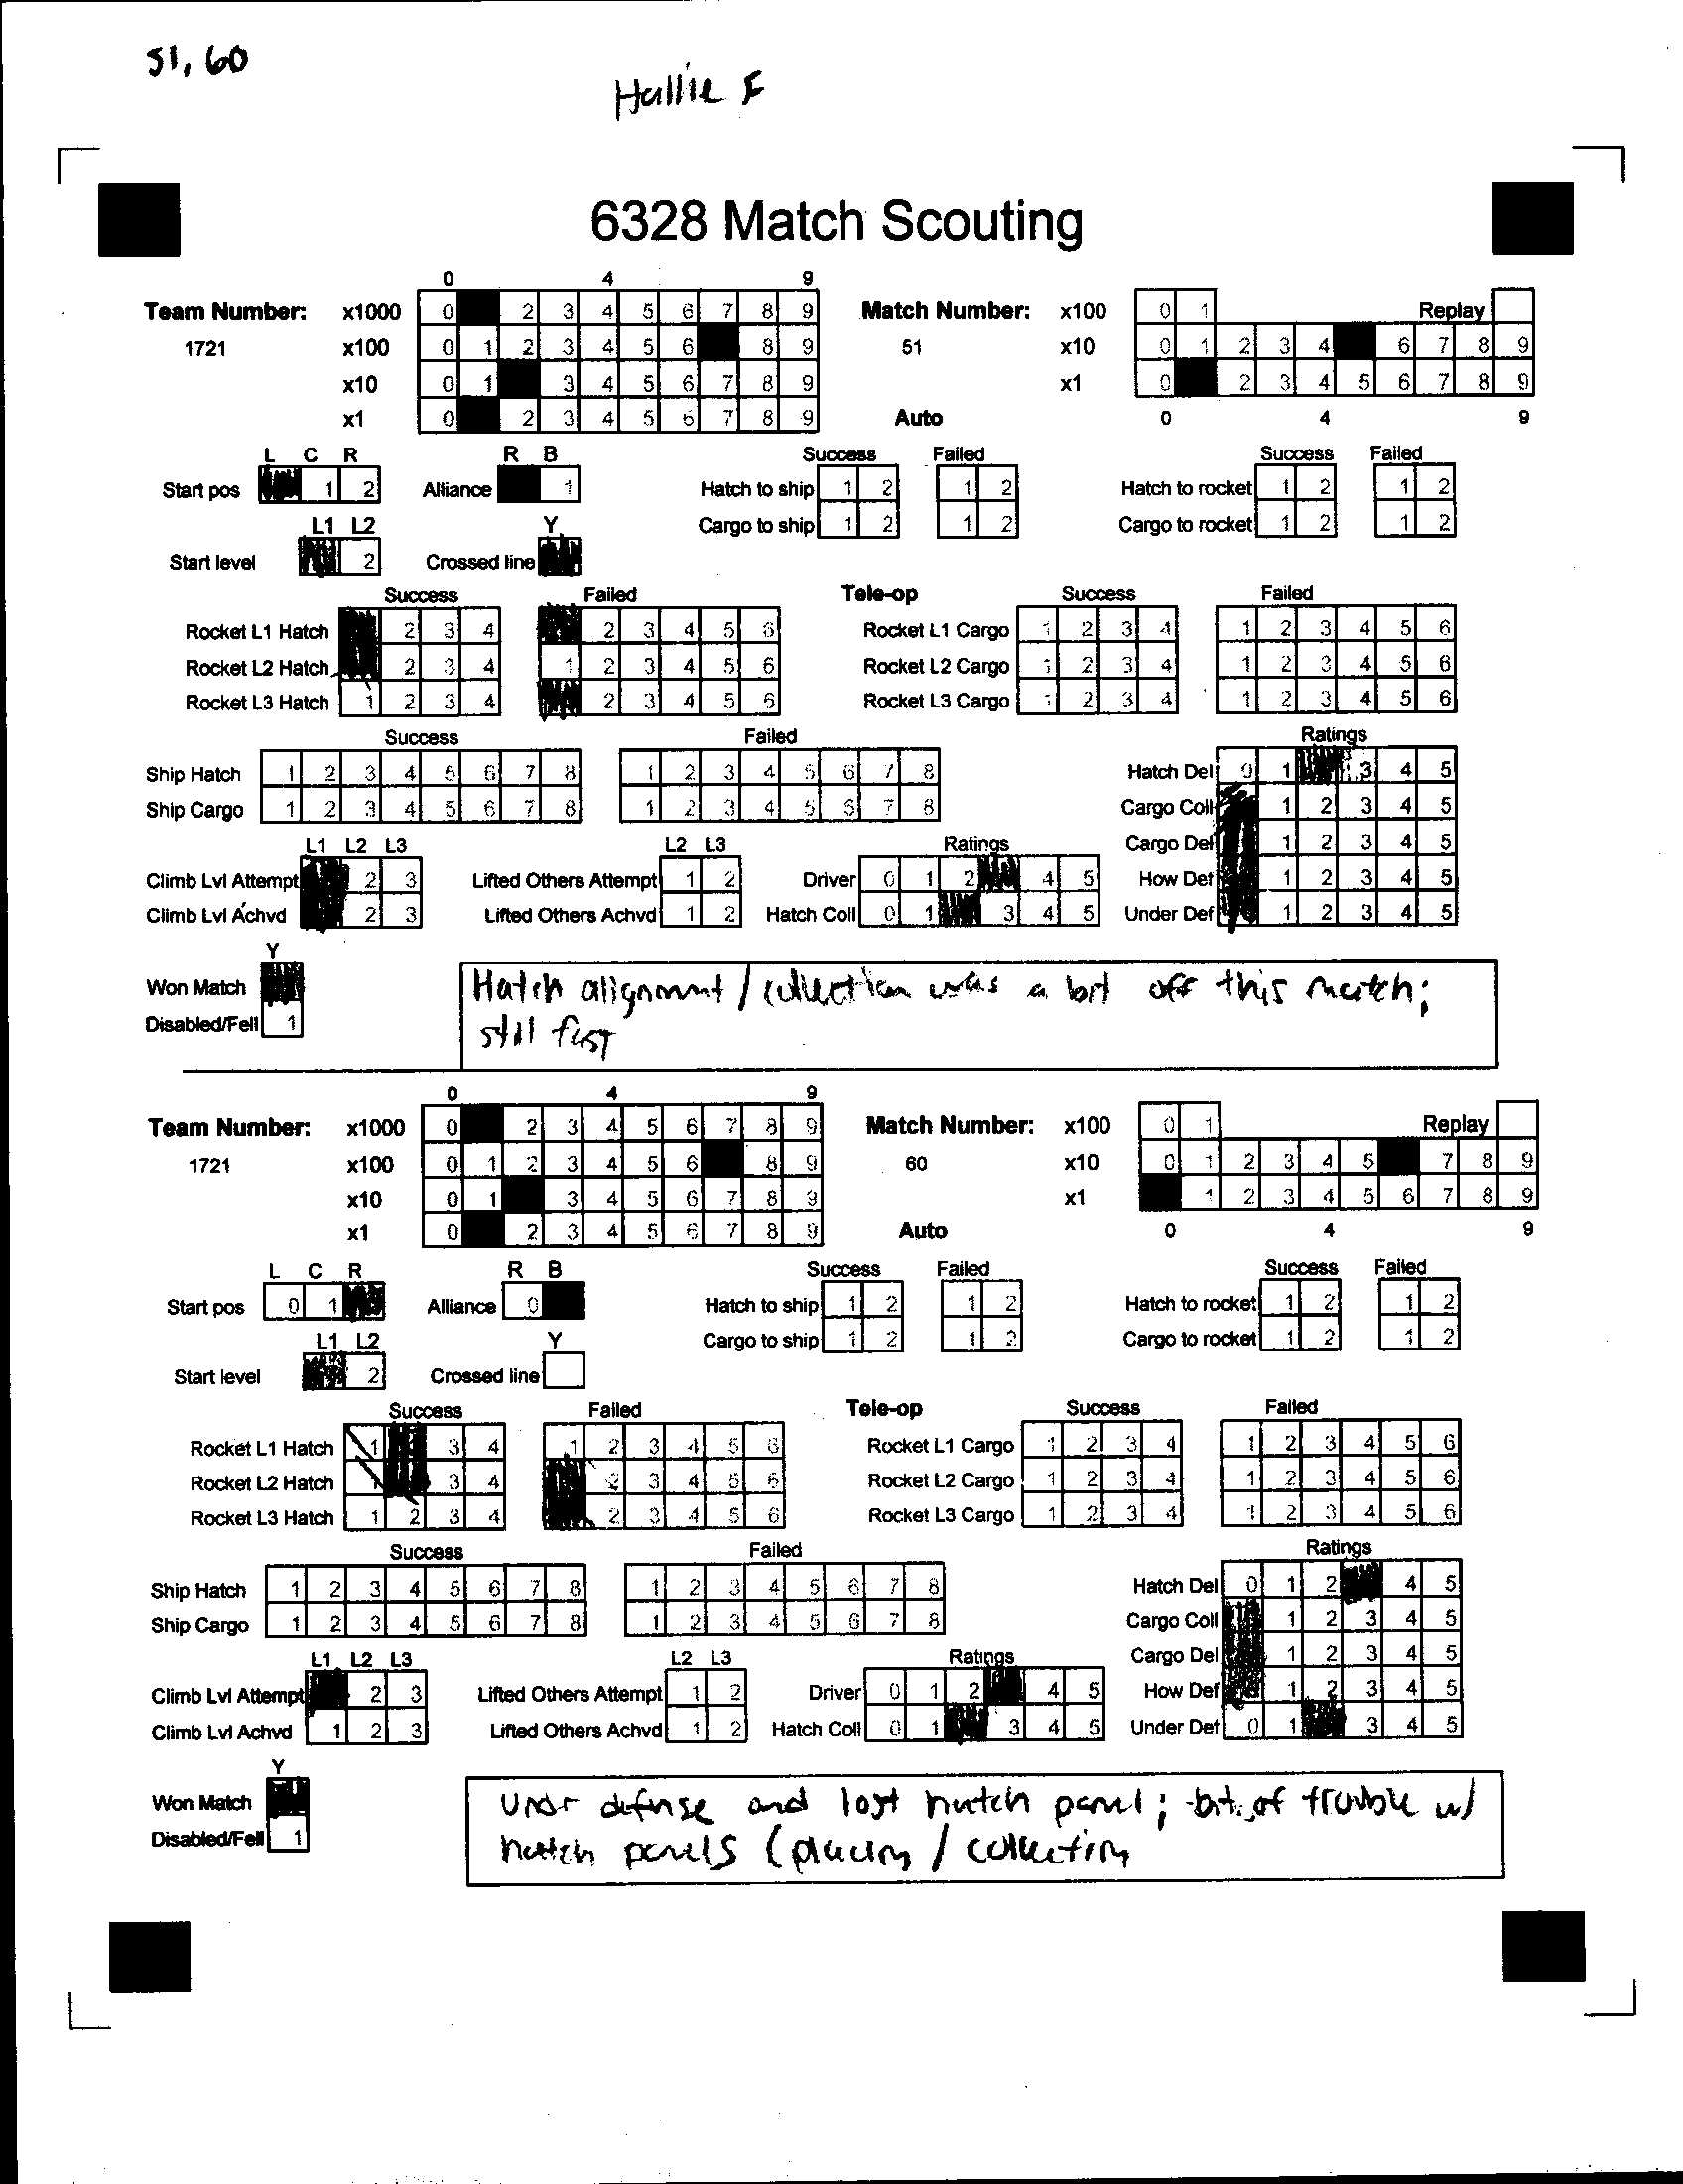 51, 60
Hallie F
6328 Match Scouting
0 4 9
Team Number: x1000 0 2 3 4 5 6 7 8 9 Match Number: x100 0 1 Replay
1721 x100 0 1 2 3 4 5 6 8 9 51 x10 0 1 2 3 4 6 7 8 9
x10 0 1 3 4 5 6 7 8 9 x1 0 2 3 4 5 6 7 8 9
x1 0 2 3 4 5 6 7 8 9 Auto 0 4 9
L C R R B Success Failed Success Failed
Start pos 1 2 Alliance 1 Hatch to ship 1 2 1 2 Hatch to rocket 1 2 1 2
L1 L2 Y Cargo to ship 1 2 1 2 Cargo to rocket 1 2 1 2
Start level 2 Crossed line
Success Failed Tele-op Success Failed
Rocket L1 Hatch 2 3 4 2 3 4 5 6 Rocket L1 Cargo 1 2 3 4 1 2 3 4 5 6
Rocket L2 Hatch 2 3 4 1 2 3 4 5 6 Rocket L2 Cargo 1 2 3 4 1 2 3 4 5 6
Rocket L3 Hatch 1 2 3 4 2 3 4 5 6 Rocket L3 Cargo 1 2 3 4 1 2 3 4 5 6
Success Failed Ratings
Ship Hatch 1 2 3 4 5 6 7 8 1 2 3 4 5 6 7 8 Hatch Del 0 1 3 4 5
Ship Cargo 1 2 3 4 5 6 7 8 1 2 3 4 5 6 7 8 Cargo Coll 1 2 3 4 5
L1 L2 L3 L2 L3 Ratings Cargo Del 1 2 3 4 5
Climb Lvl Attempt 2 3 Lifted Others Attempt 1 2 Driver 0 1 2 4 5 How Def 1 2 3 4 5
Climb Lvl Achvd 2 3 Lifted Others Achvd 1 2 Hatch Coll 0 1 3 4 5 Under Def 1 2 3 4 5
Y
Won Match Hatch alignment / collection was a bit off this match;
Disabled/Fell 1 still fast
0 4 9
Team Number: x1000 0 2 3 4 5 6 7 8 9 Match Number: x100 0 1 Replay
1721 x100 0 1 2 3 4 5 6 8 9 60 x10 0 1 2 3 4 5 7 8 9
x10 0 1 3 4 5 6 7 8 9 x1 1 2 3 4 5 6 7 8 9
x1 0 2 3 4 5 6 7 8 9 Auto 0 4 9
L C R R B Success Failed Success Failed
Start pos 0 1 Alliance 0 Hatch to ship 1 2 1 2 Hatch to rocket 1 2 1 2
L1 L2 Y Cargo to ship 1 2 1 2 Cargo to rocket 1 2 1 2
Start level 2 Crossed line
Success Failed Tele-op Success Failed
Rocket L1 Hatch 1 3 4 1 2 3 4 5 6 Rocket L1 Cargo 1 2 3 4 1 2 3 4 5 6
Rocket L2 Hatch 1 3 4 2 3 4 5 6 Rocket L2 Cargo 1 2 3 4 1 2 3 4 5 6
Rocket L3 Hatch 1 2 3 4 2 3 4 5 6 Rocket L3 Cargo 1 2 3 4 1 2 3 4 5 6
Success Failed Ratings
Ship Hatch 1 2 3 4 5 6 7 8 1 2 3 4 5 6 7 8 Hatch Del 0 1 2 4 5
Ship Cargo 1 2 3 4 5 6 7 8 1 2 3 4 5 6 7 8 Cargo Coll 1 2 3 4 5
L1 L2 L3 L2 L3 Ratings Cargo Del 1 2 3 4 5
Climb Lvl Attempt 2 3 Lifted Others Attempt 1 2 Driver 0 1 2 4 5 How Def 1 2 3 4 5
Climb Lvl Achvd 1 2 3 Lifted Others Achvd 1 2 Hatch Coll 0 1 3 4 5 Under Def 0 1 3 4 5
Y
Won Match Under defense and lost hatch panel; bit of trouble w/
Disabled/Fell 1 hatch panels (placing / collecting